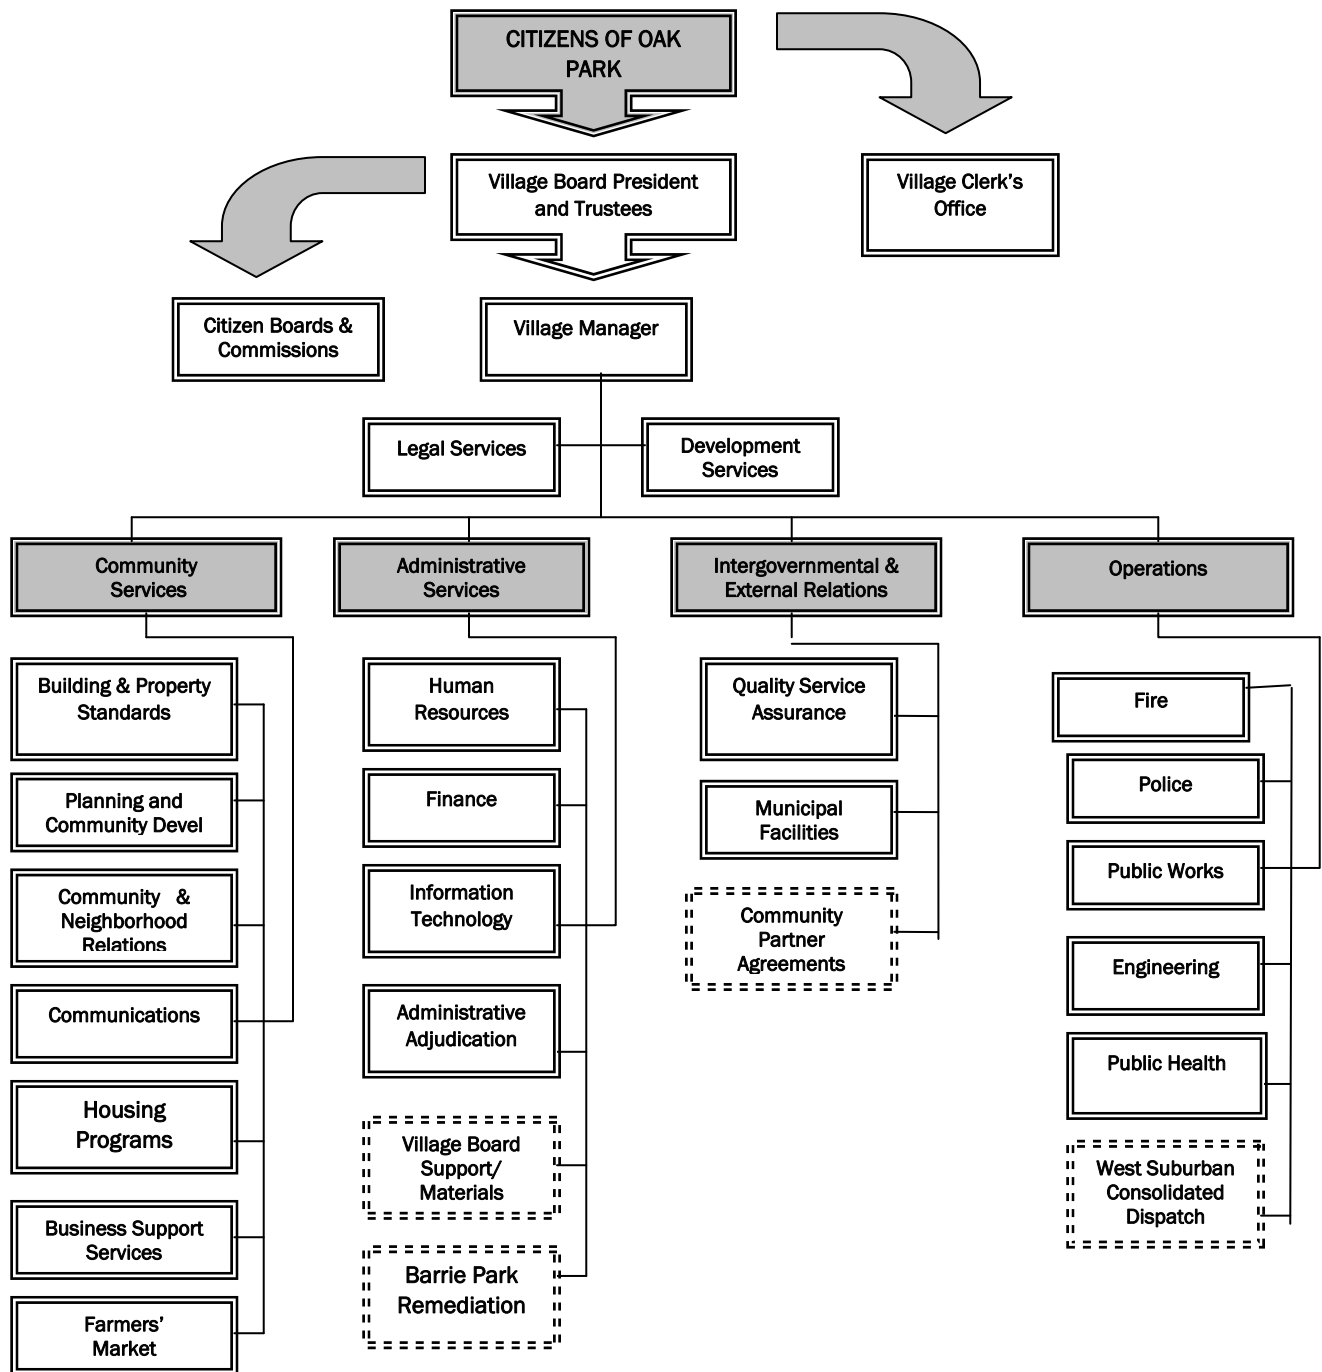 CITIZENS OF OAK
PARK
Village Board President
and Trustees
Village Clerk's
Office
Citizen Boards &
Commissions
Village Manager
Legal Services
Development
Services
Community
Services
Administrative
Services
Intergovernmental &
External Relations
Operations
Building & Property
Standards
Planning and
Community Devel
Community & 
Neighborhood
Relations
Communications
Housing
Programs
Business Support
Services
Farmers'
Market
Human
Resources
Finance
Information
Technology
Administrative
Adjudication
Village Board
Support/
Materials
Barrie Park
Remediation
Quality Service
Assurance
Municipal
Facilities
Community
Partner
Agreements
Fire
Police
Public Works
Engineering
Public Health
West Suburban
Consolidated
Dispatch